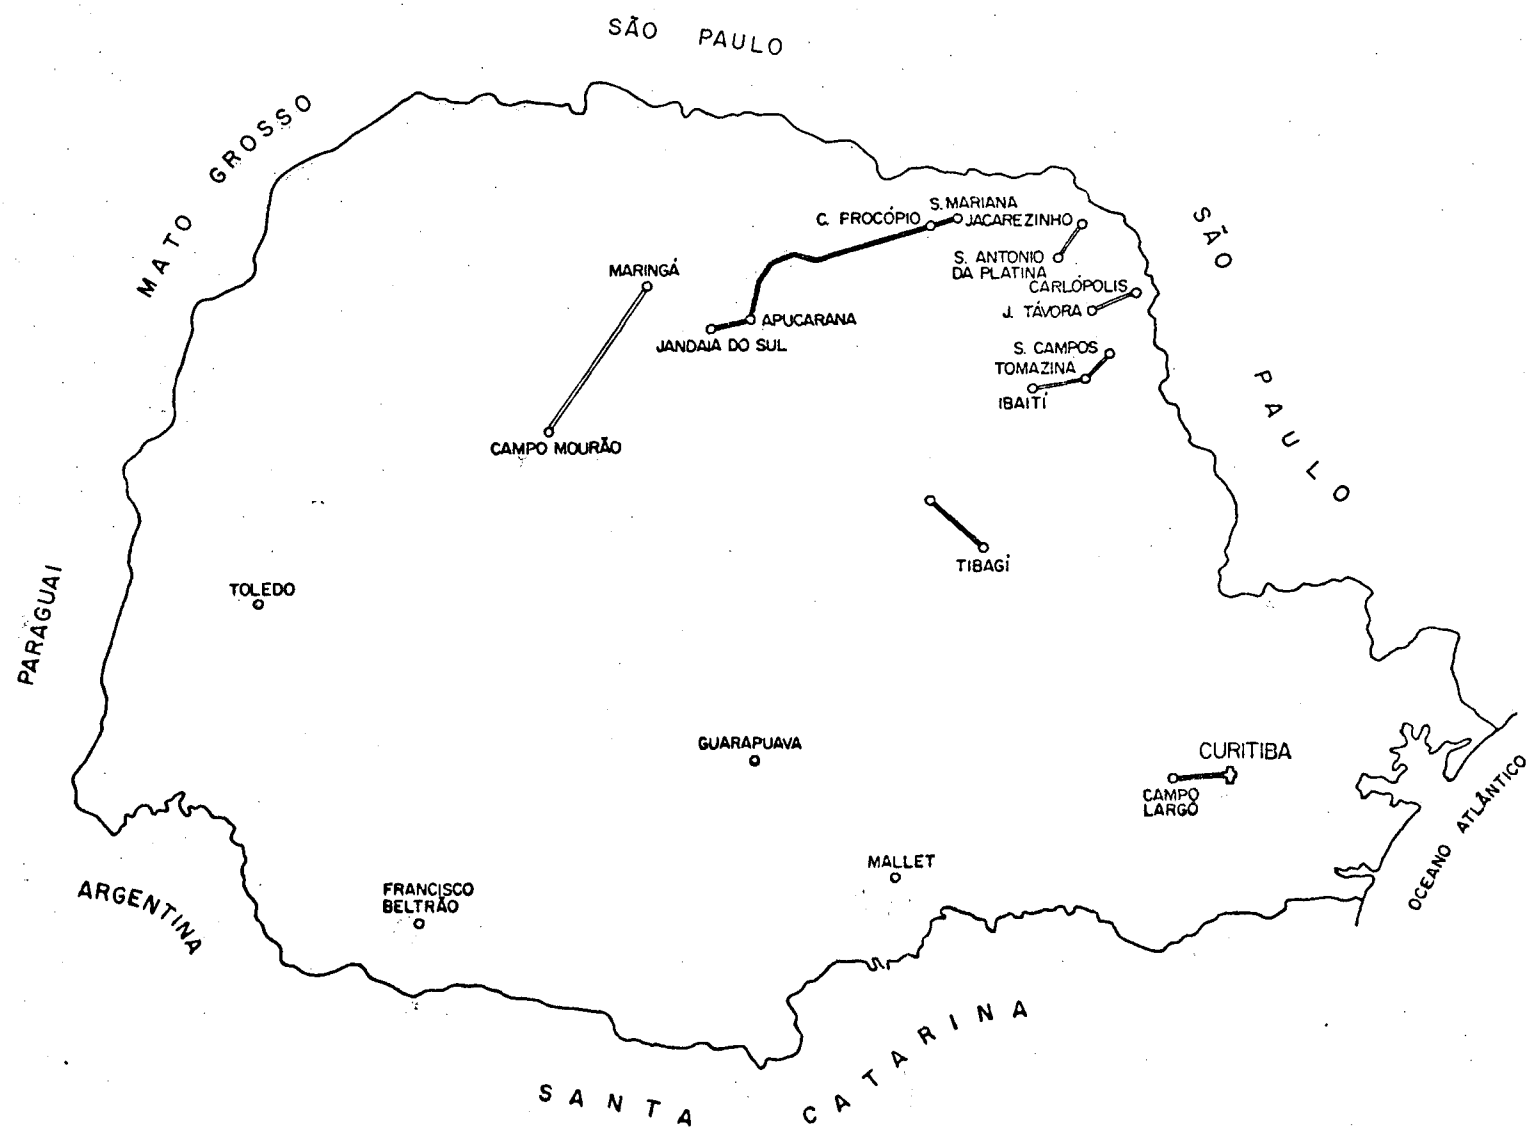 SÃO PAULO
MATO GROSSO
S. MARIANA
C. PROCÓPIO
JACAREZINHO
SÃO PAULO
S. ANTONIO
DA PLATINA
MARINGÁ
CARLÓPOLIS
J. TÁVORA
APUCARANA
JANDAIA DO SUL
S. CAMPOS
TOMAZINA
IBAITÍ
CAMPO MOURÃO
TIBAGÍ
PARAGUAI
TOLEDO
GUARAPUAVA
CURITIBA
CAMPO
LARGO
OCEANO ATLÂNTICO
MALLET
ARGENTINA
FRANCISCO
BELTRÃO
SANTA CATARINA